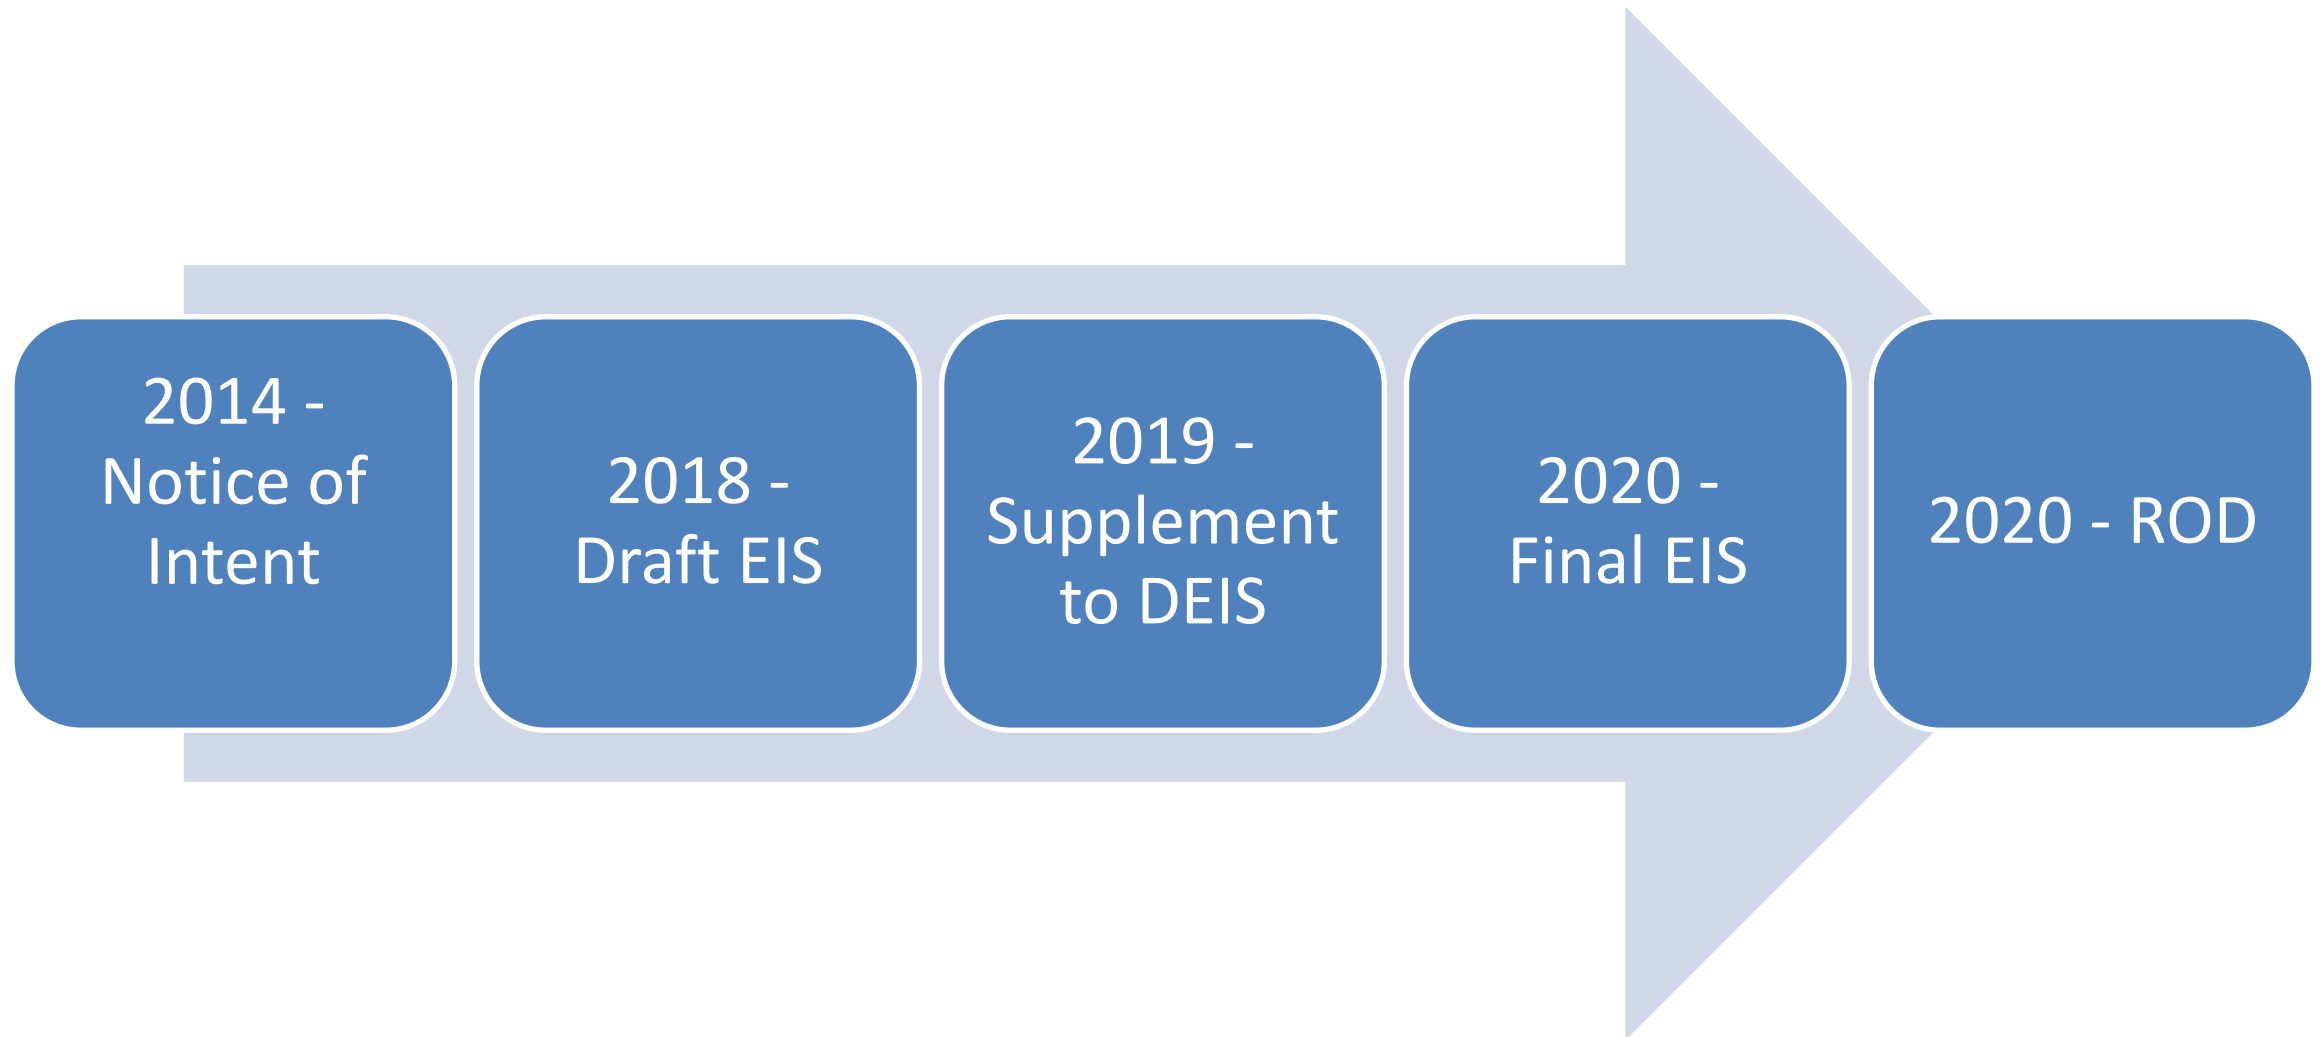 2014 -
Notice of
Intent
2018 -
Draft EIS
2019 -
Supplement
to DEIS
2020 -
Final EIS
2020 - ROD